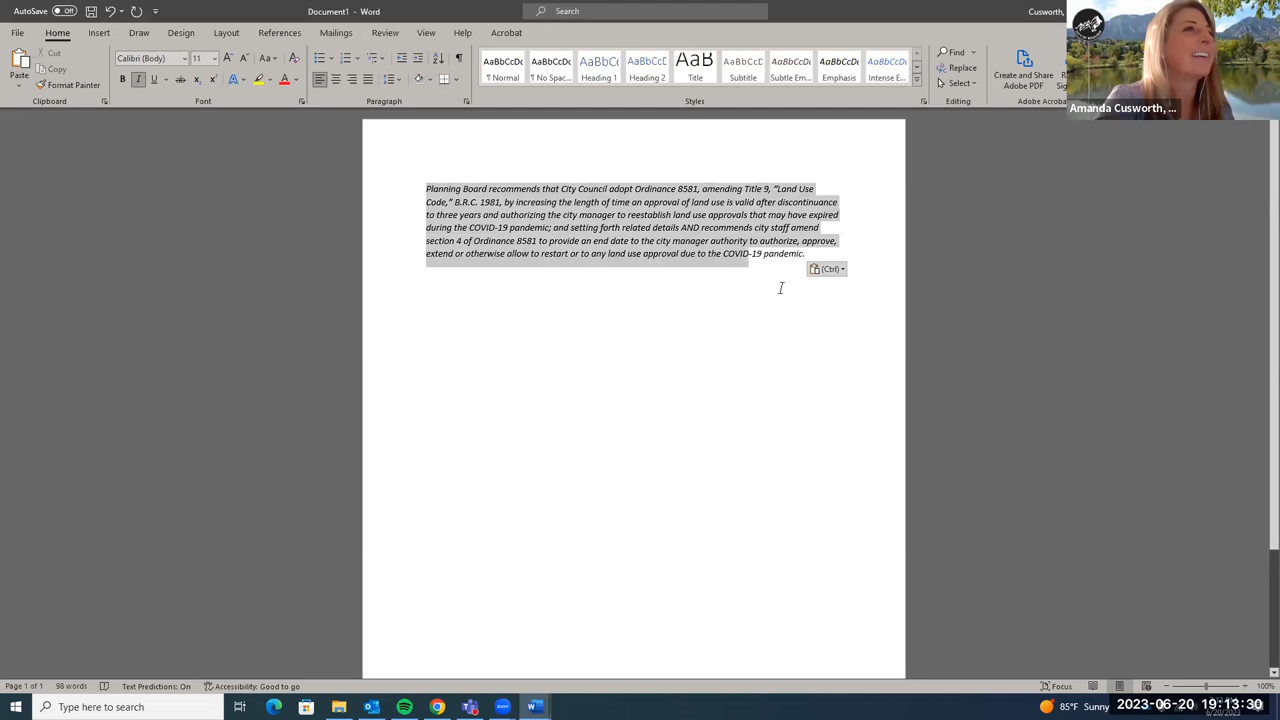 AutoSave Off
Document1 - Word
Search
Cusworth,
File Home Insert Draw Design Layout References Mailings Review View Help Acrobat
Paste
Cut
Copy
Format Painter
Clipboard
Calibri (Body) 11
Font
Paragraph
AaBbCcDc AaBbCcDc AaBbC AaBbCcC AaB AaBbCcD AaBbCcDc AaBbCcDc AaBbCcDc
¶ Normal ¶ No Spac... Heading 1 Heading 2 Title Subtitle Subtle Em... Emphasis Intense E...
Styles
Find
Replace
Select
Editing
Create and Share
Adobe PDF
Adobe Acrob
Amanda Cusworth, ...
Planning Board recommends that City Council adopt Ordinance 8581, amending Title 9, “Land Use
Code,” B.R.C. 1981, by increasing the length of time an approval of land use is valid after discontinuance
to three years and authorizing the city manager to reestablish land use approvals that may have expired
during the COVID-19 pandemic; and setting forth related details AND recommends city staff amend
section 4 of Ordinance 8581 to provide an end date to the city manager authority to authorize, approve,
extend or otherwise allow to restart or to any land use approval due to the COVID-19 pandemic.
(Ctrl)
Page 1 of 1 98 words Text Predictions: On Accessibility: Good to go
Focus
100%
Type here to search
85°F Sunny
2023-06-20 19:13:30